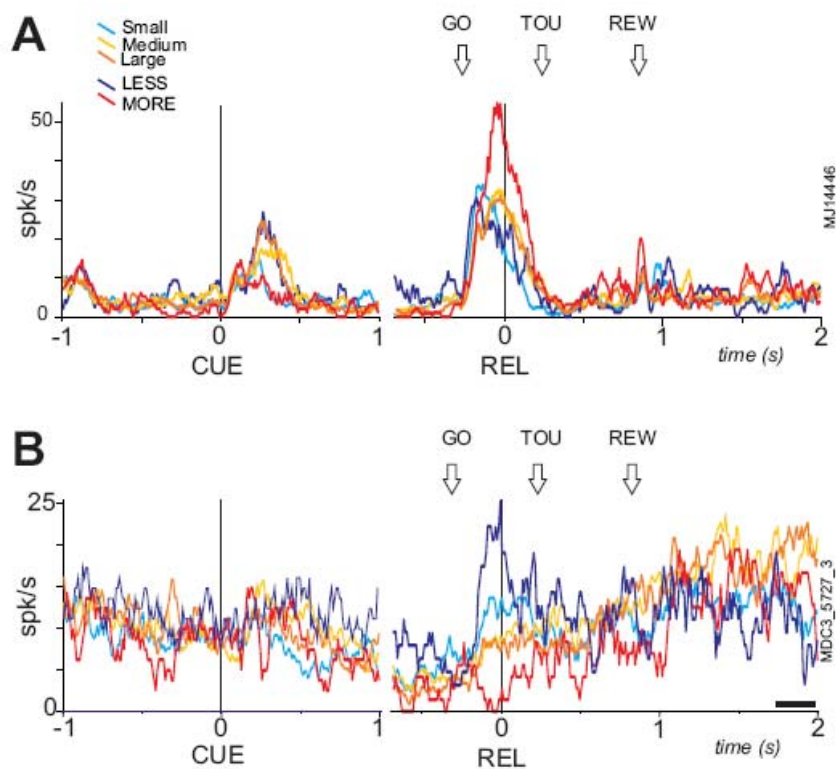 A
Small
Medium
Large
LESS
MORE
GO TOU REW
50
spk/s
0
-1 0 1 0 1 2
CUE REL time (s)
MJ14446
B
GO TOU REW
25
spk/s
0
-1 0 1 0 1 2
CUE REL time (s)
MDC3_5727_3